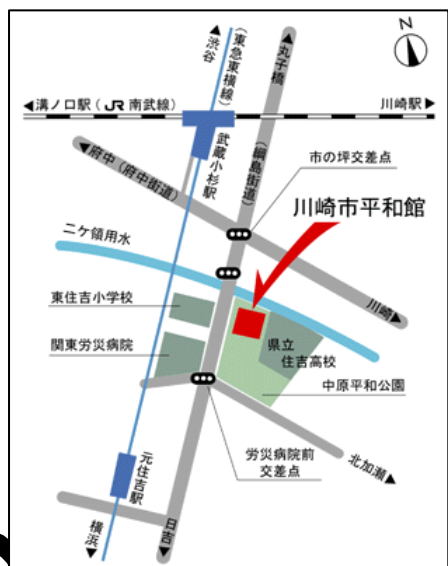 N
▲渋谷
(東急東横線)
▲丸子橋
◀溝ノ口駅(JR 南武線)
川崎駅▶
武蔵小杉駅
(綱島街道)
◀府中(府中街道)
市の坪交差点
川崎市平和館
二ケ領用水
東住吉小学校
川崎▶
関東労災病院
県立
住吉高校
中原平和公園
労災病院前
交差点
北加瀬▶
元住吉駅
横浜▼
日吉▼